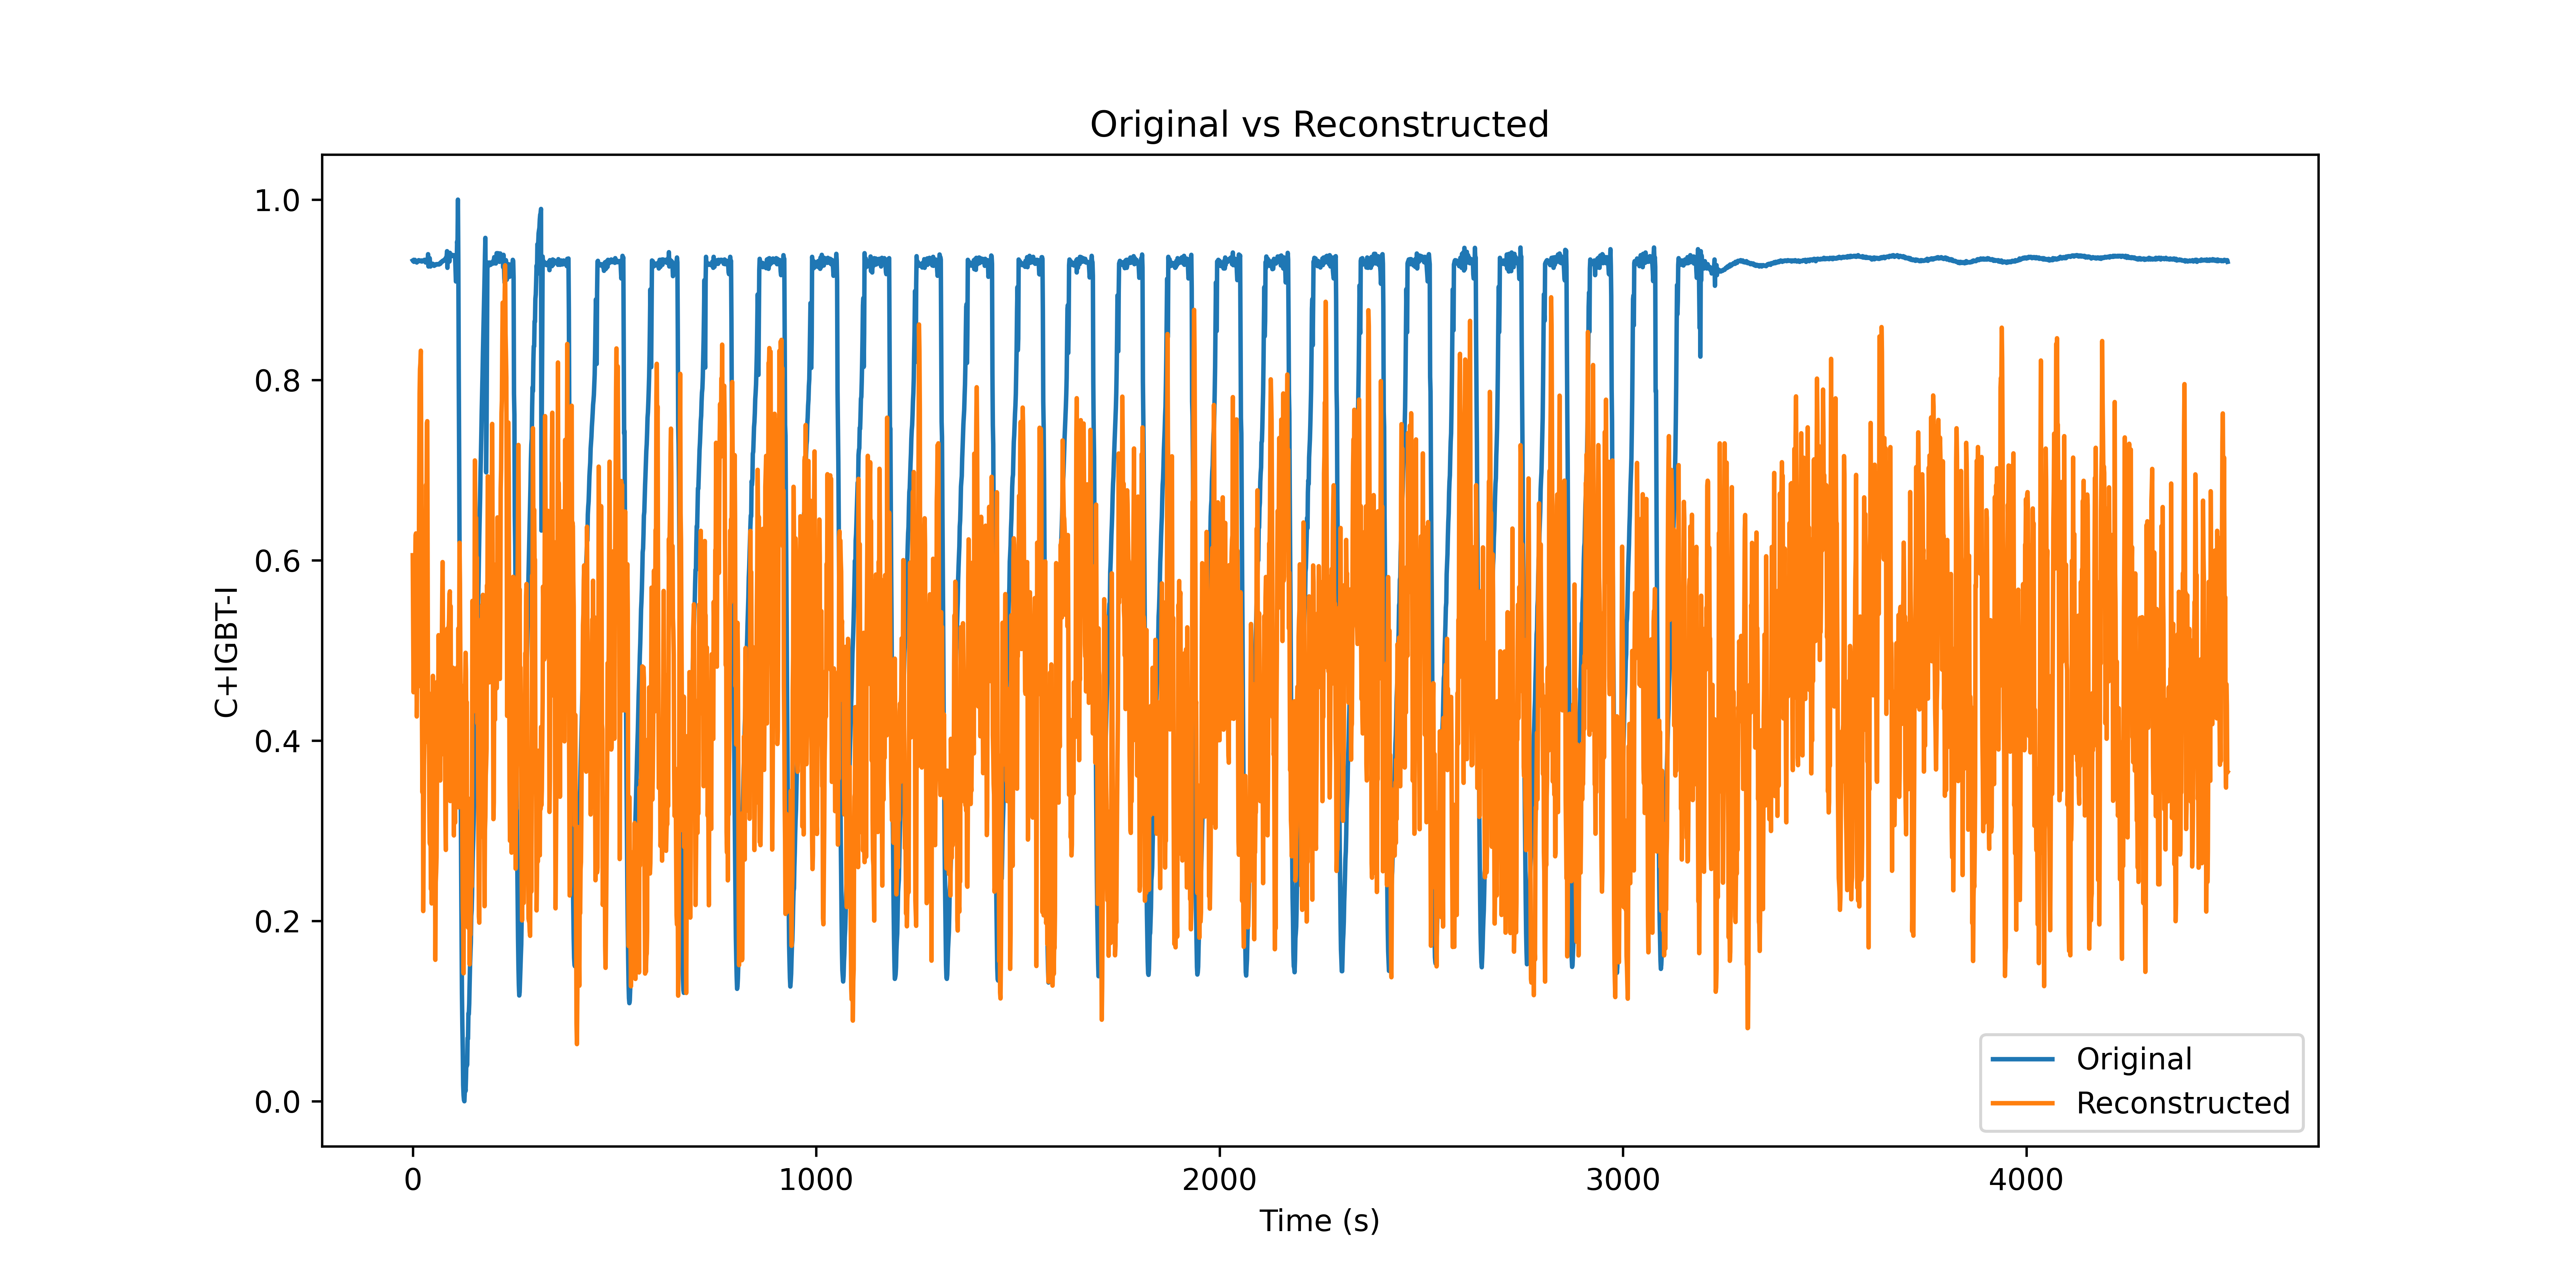 Original vs Reconstructed
1.0
0.8
0.6
0.4
0.2
0.0
C+IGBT-I
0 1000 2000 3000 4000
Time (s)
Original
Reconstructed